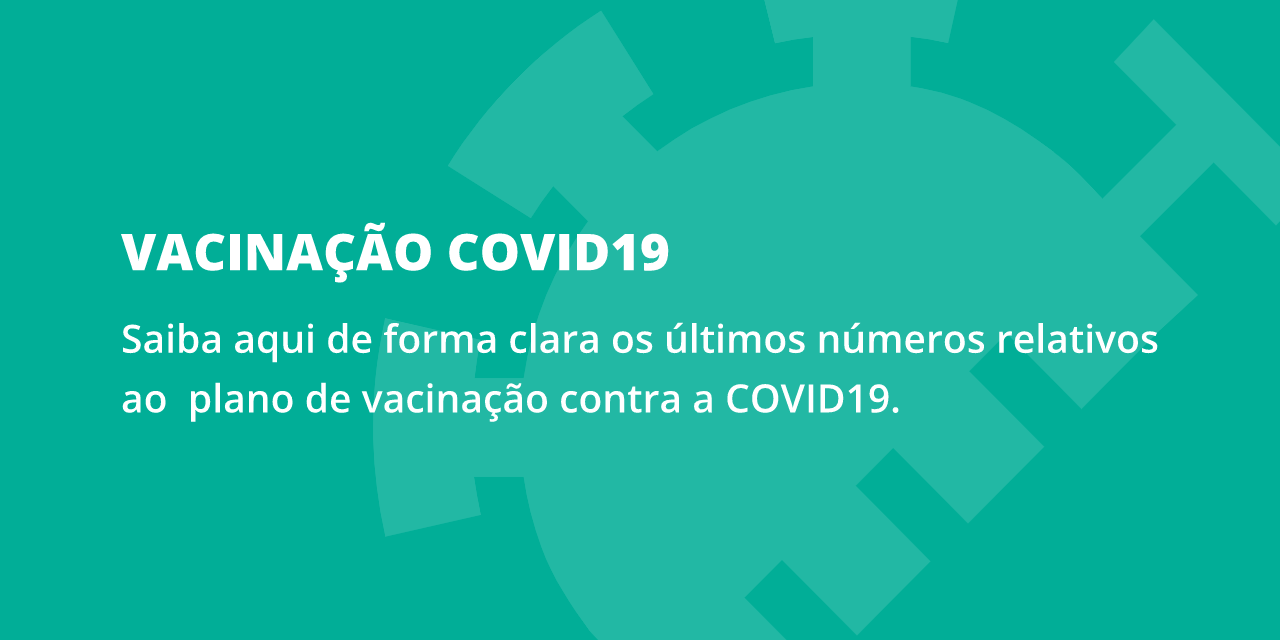 VACINAÇÃO COVID19
Saiba aqui de forma clara os últimos números relativos
ao  plano de vacinação contra a COVID19.